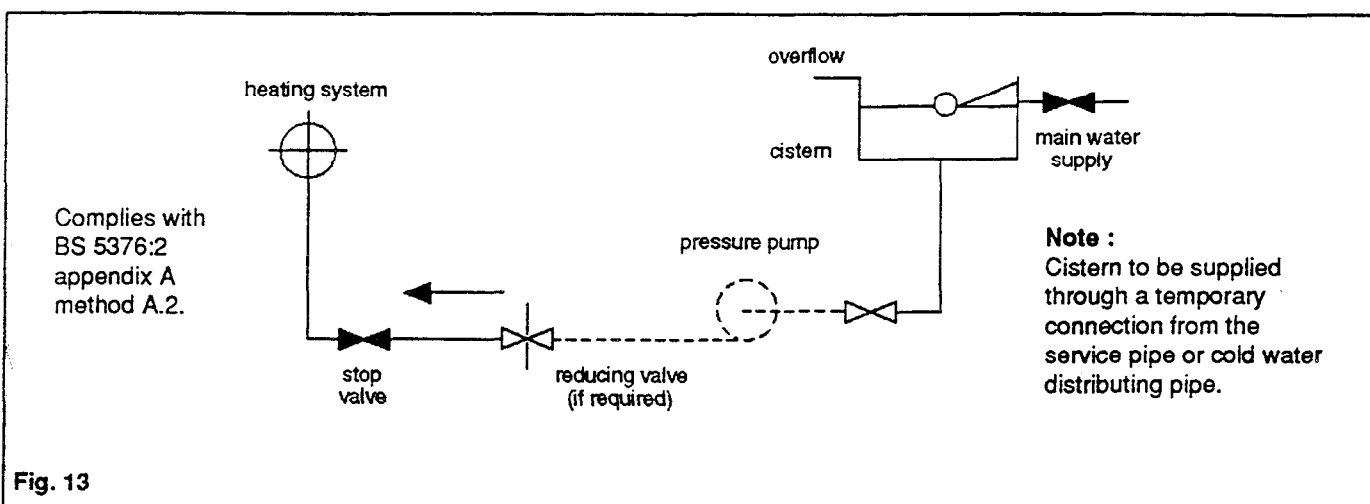 overflow
heating system
cistern
main water
supply
Complies with
BS 5376:2
appendix A
method A.2.
pressure pump
Note :
Cistern to be supplied
through a temporary
connection from the
service pipe or cold water
distributing pipe.
stop
valve
reducing valve
(if required)
Fig. 13